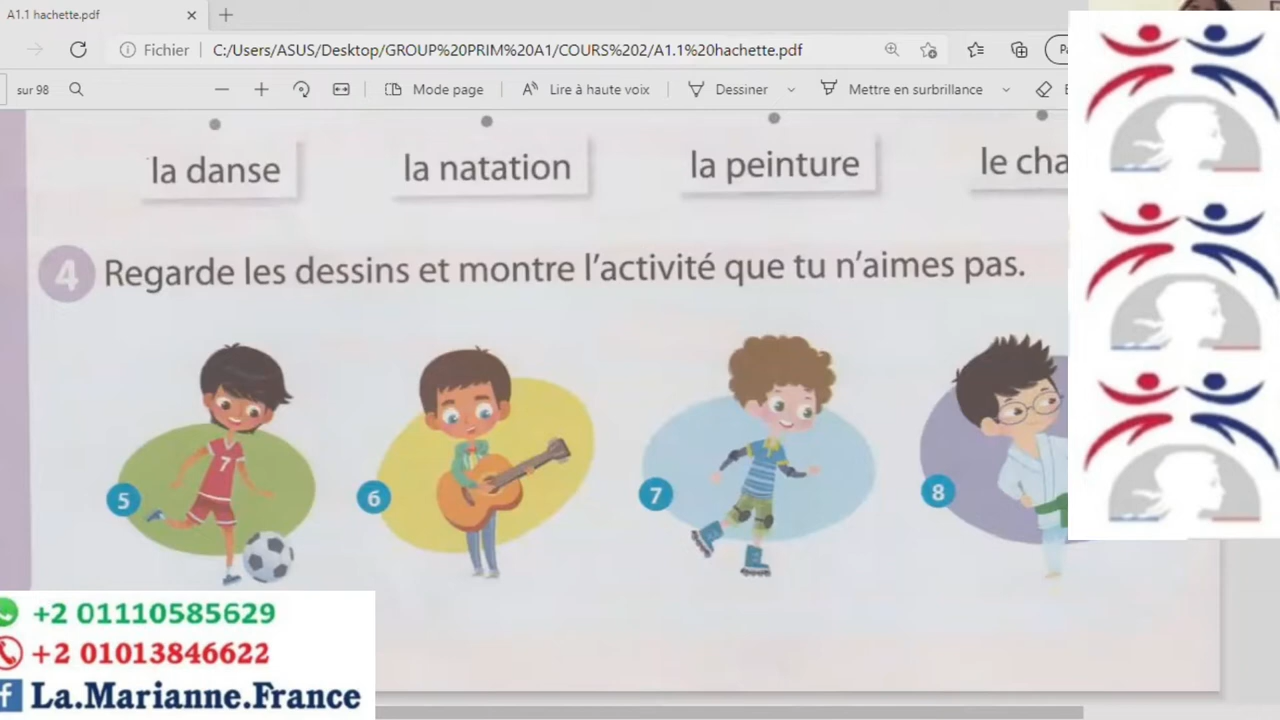 A1.1 hachette.pdf
Fichier
C:/Users/ASUS/Desktop/GROUP%20PRIM%20A1/COURS%202/A1.1%20hachette.pdf
sur 98
Mode page
Lire à haute voix
Dessiner
Mettre en surbrillance
la danse
la natation
la peinture
le cha
4 Regarde les dessins et montre l'activité que tu n'aimes pas.
7
5
6
7
8
+2 01110585629
+2 01013846622
La.Marianne.France